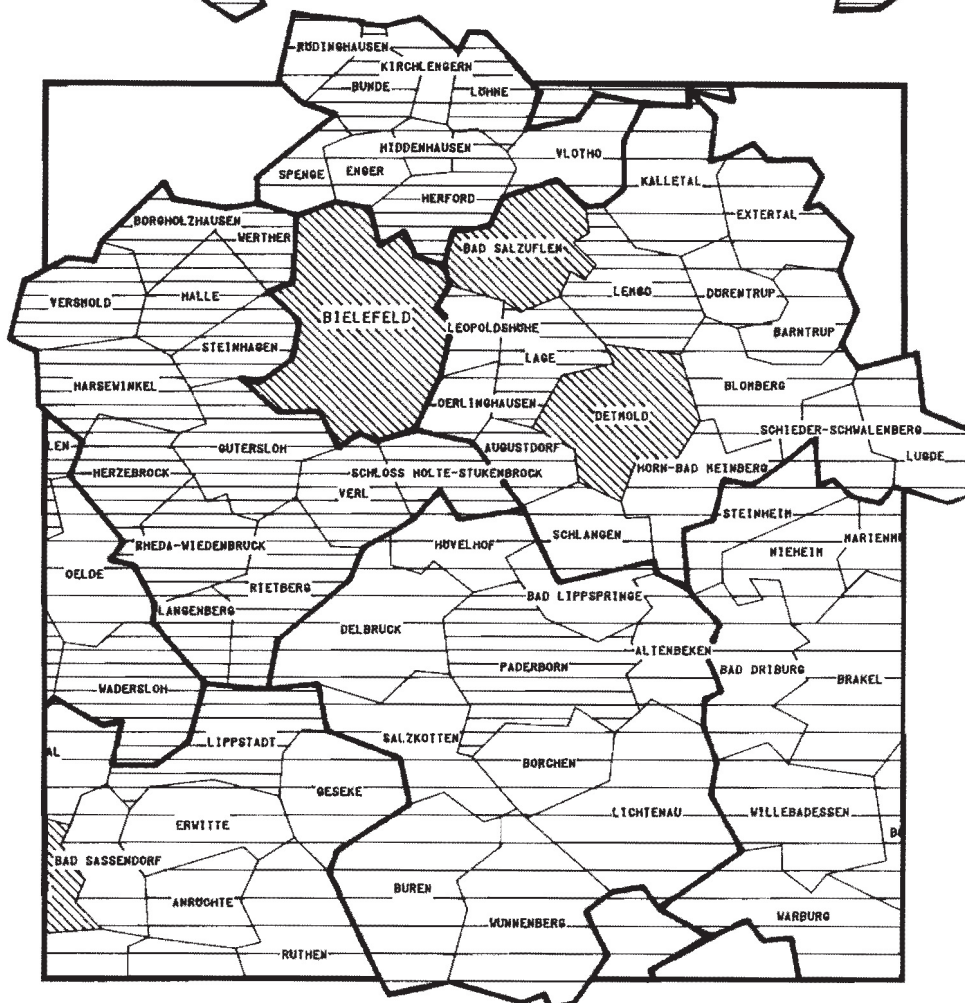 RÖDINGHAUSEN
KIRCHLENGERN
BUNDE
LÖHNE
HIDDENHAUSEN
VLOTHO
SPENGE
ENGER
KALLETAL
HERFORD
EXTERTAL
BORGHOLZHAUSEN
WERTHER
BAD SALZUFLEN
LEMGO
DÖRENTRUP
VERSMOLD
HALLE
BIELEFELD
LEOPOLDSHÖHE
BARNTRUP
STEINHAGEN
LAGE
HARSEWINKEL
BLOMBERG
OERLINGHAUSEN
DETMOLD
SCHIEDER-SCHWALENBERG
LEN
GUTERSLOH
AUGUSTDORF
LUGDE
HERZEBROCK
SCHLOSS HOLTE-STUKENBROCK
HORN-BAD MEINBERG
VERL
STEINHEIM
SCHLANGEN
MARIENMU
RHEDA-WIEDENBRUCK
HÖVELHOF
NIEHEIM
OELDE
RIETBERG
BAD LIPPSPRINGE
LANGENBERG
DELBRUCK
ALTENBEKEN
PADERBORN
BAD DRIBURG
BRAKEL
WADERSLOH
SALZKOTTEN
LIPPSTADT
AL
BORCHEN
GESEKE
LICHTENAU
WILLEBADESSEN
ERWITTE
BAD SASSENDORF
BUREN
ANRÖCHTE
WARBURG
WUNNENBERG
RUTHEN